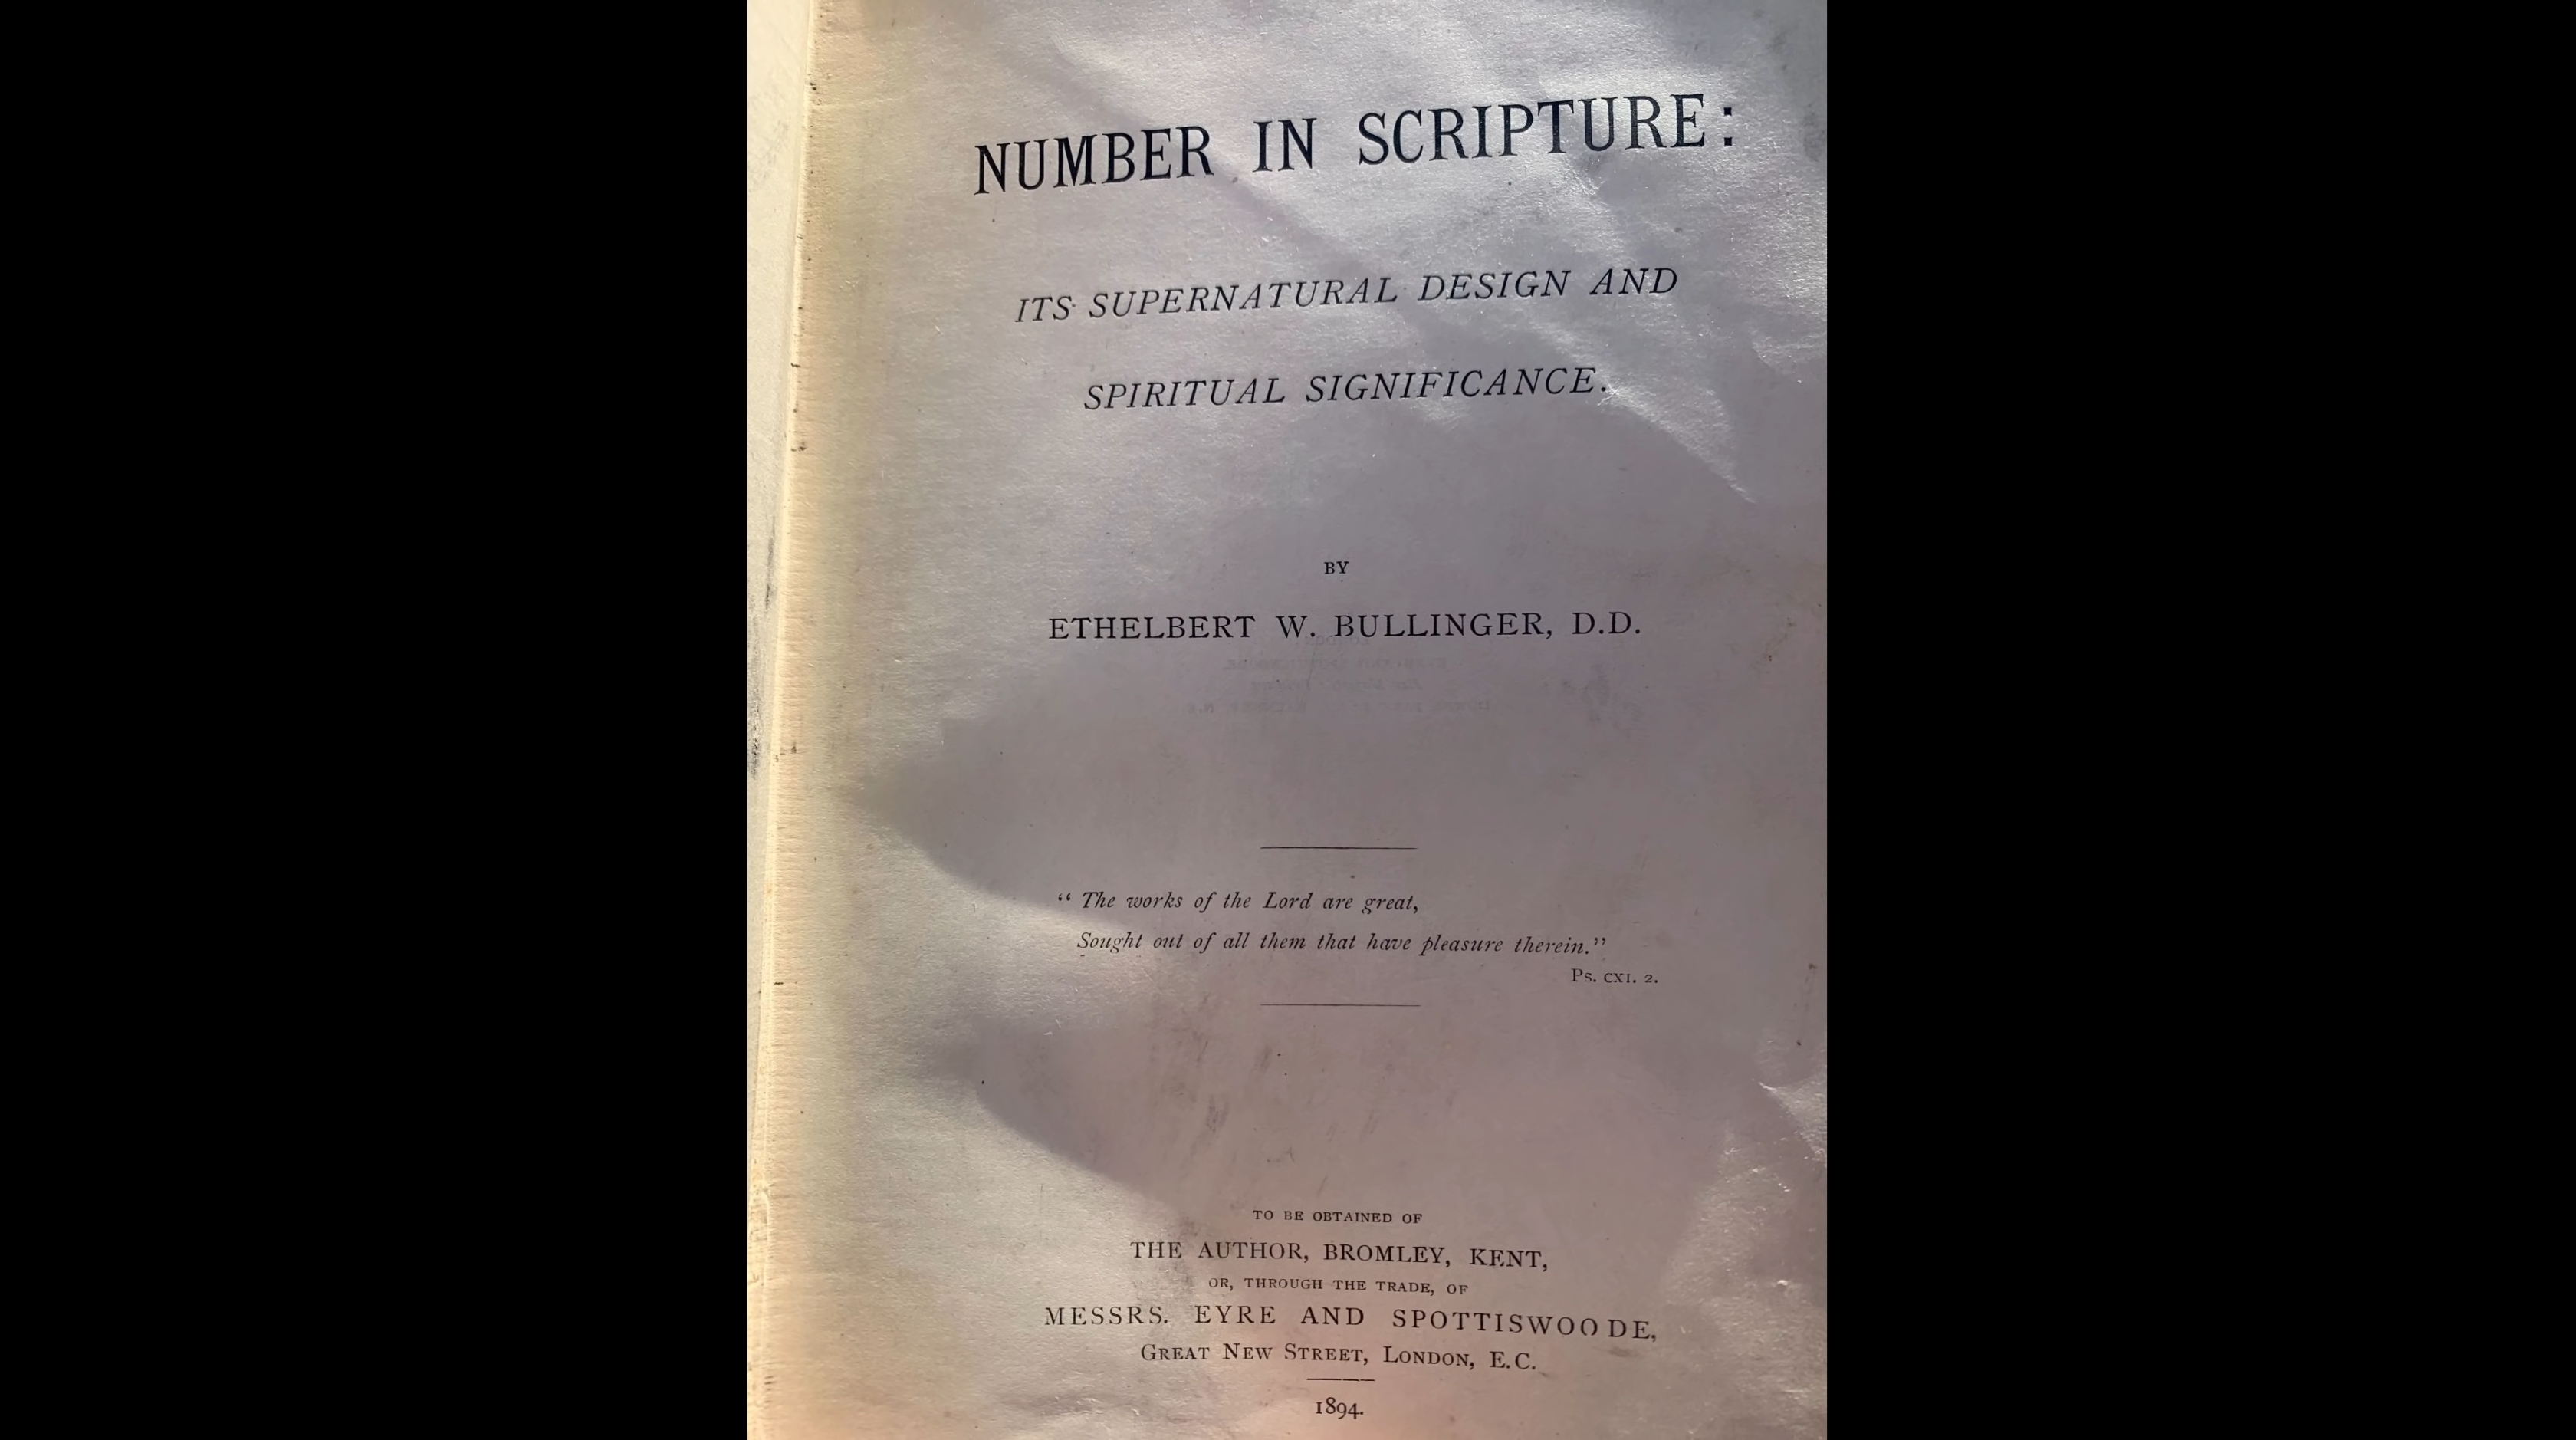 NUMBER IN SCRIPTURE:
ITS SUPERNATURAL DESIGN AND
SPIRITUAL SIGNIFICANCE.
BY
ETHELBERT W. BULLINGER, D.D.
“ The works of the Lord are great,
Sought out of all them that have pleasure therein.”
Ps. CXI. 2.
TO BE OBTAINED OF
THE AUTHOR, BROMLEY, KENT,
OR, THROUGH THE TRADE, OF
MESSRS. EYRE AND SPOTTISWOODE,
GREAT NEW STREET, LONDON, E.C.
1894.